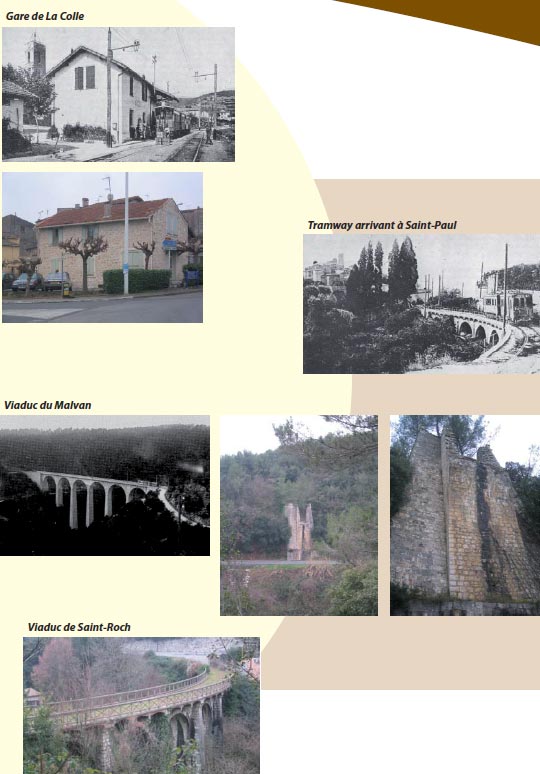 Gare de La Colle
Tramway arrivant à Saint-Paul
Viaduc du Malvan
Viaduc de Saint-Roch